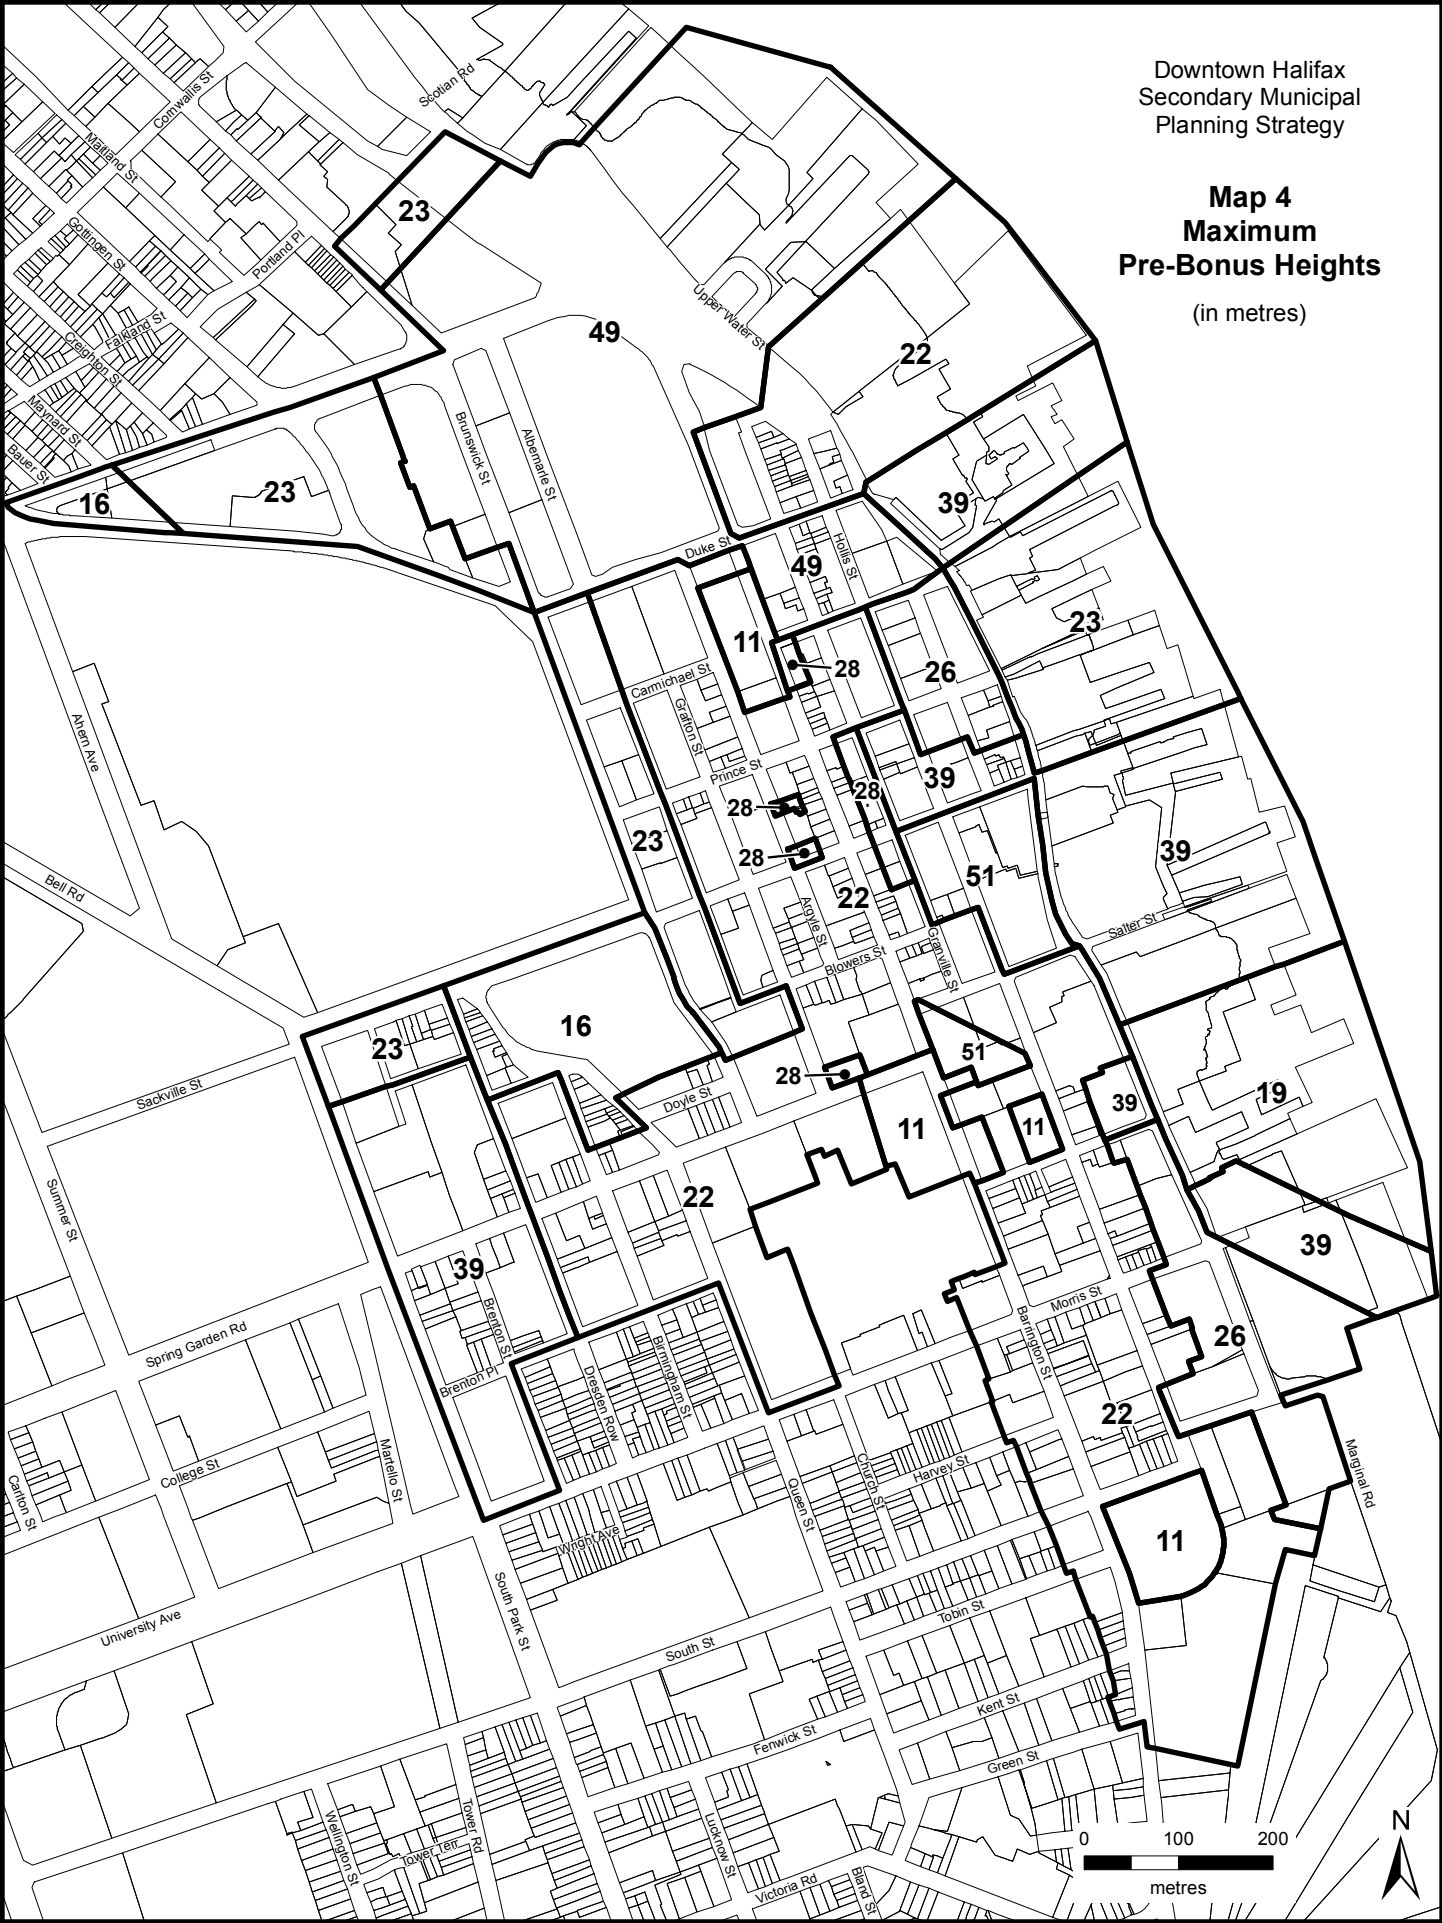 Downtown Halifax
Secondary Municipal
Planning Strategy
Map 4
Maximum
Pre-Bonus Heights
(in metres)
Scotian Rd
Cornwallis St
Maitland St
23
Gottingen St
Portland Pl
Upper Water St
Falkland St
49
Creighton St
22
Maynard St
Brunswick St
Albemarle St
Bauer St
16
23
39
Duke St
Hollis St
49
23
11
28
26
Carmichael St
Grafton St
Ahern Ave
Prince St
39
28
28
23
28
39
51
Bell Rd
22
Argyle St
Salter St
Granville St
Blowers St
16
23
51
28
Sackville St
Doyle St
19
39
11
11
22
Summer St
39
39
Morris St
Brenton St
Barrington St
26
Spring Garden Rd
Birmingham St
Brenton Pl
Dresden Row
22
Martello St
Marginal Rd
College St
Church St
Harvey St
Carlton St
Queen St
Wright Ave
11
South Park St
Tobin St
University Ave
South St
Kent St
Fenwick St
Green St
Wellington St
Tower Rd
Tower Terr
Lucknow St
Victoria Rd
Bland St
N
0 100 200
metres